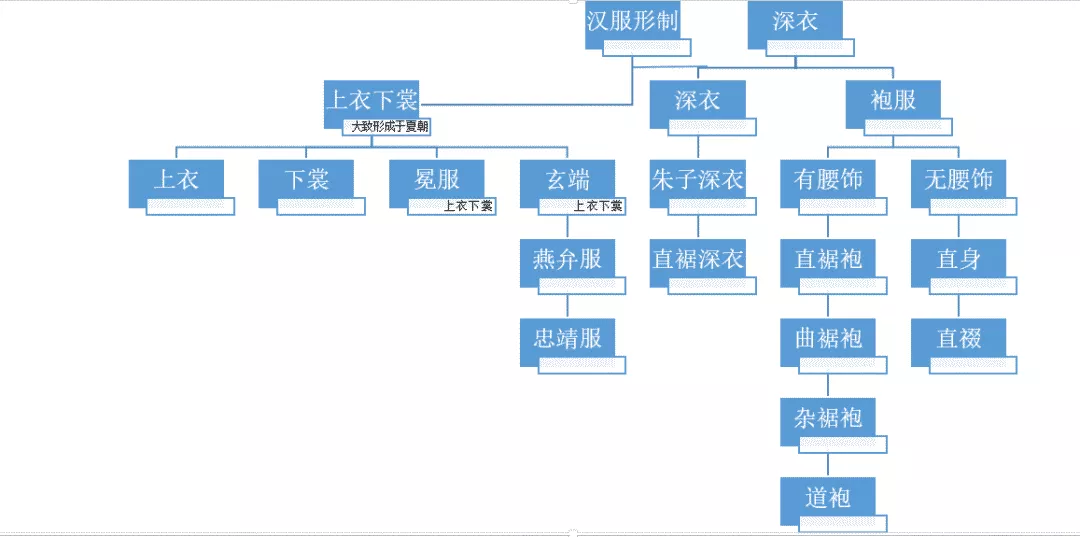 汉服形制
深衣
上衣下裳
大致形成于夏朝
深衣
袍服
上衣
下裳
冕服
上衣下裳
玄端
上衣下裳
朱子深衣
有腰饰
无腰饰
燕弁服
直裾深衣
直裾袍
直身
忠靖服
曲裾袍
直裰
杂裾袍
道袍